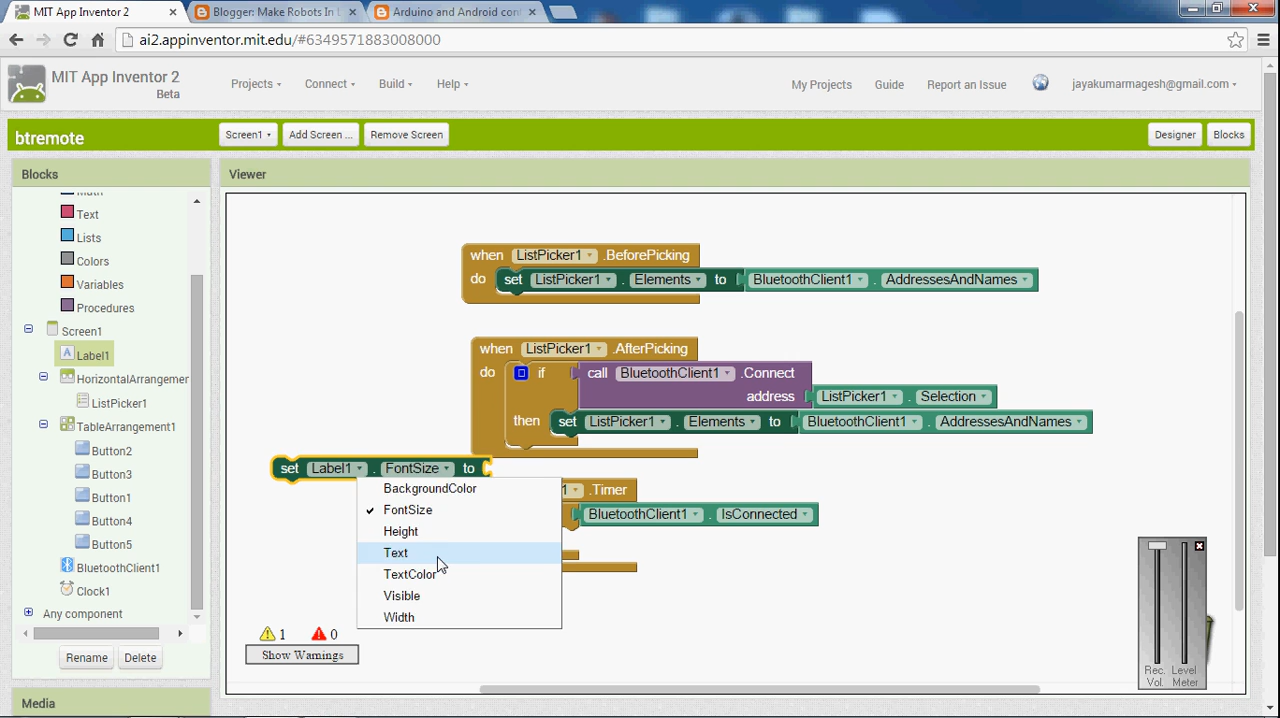 MIT App Inventor 2
Blogger: Make Robots In L
Arduino and Android con
ai2.appinventor.mit.edu/#6349571883008000
MIT App Inventor 2
Beta
Projects
Connect
Build
Help
My Projects
Guide
Report an Issue
jayakumarmagesh@gmail.com
btremote
Screen1
Add Screen ...
Remove Screen
Designer
Blocks
Blocks
Viewer
Math
Text
Lists
Colors
Variables
Procedures
Screen1
Label1
HorizontalArrangemer
ListPicker1
TableArrangement1
Button2
Button3
Button1
Button4
Button5
BluetoothClient1
Clock1
Any component
Rename
Delete
Media
when ListPicker1 .BeforePicking
do set ListPicker1 . Elements to BluetoothClient1 . AddressesAndNames
when ListPicker1 .AfterPicking
do if call BluetoothClient1 .Connect
address ListPicker1 . Selection
then set ListPicker1 . Elements to BluetoothClient1 . AddressesAndNames
set Label1 . FontSize to
1 .Timer
BluetoothClient1 . IsConnected
BackgroundColor
FontSize
Height
Text
TextColor
Visible
Width
1 0
Show Warnings
Rec. Level
Vol. Meter